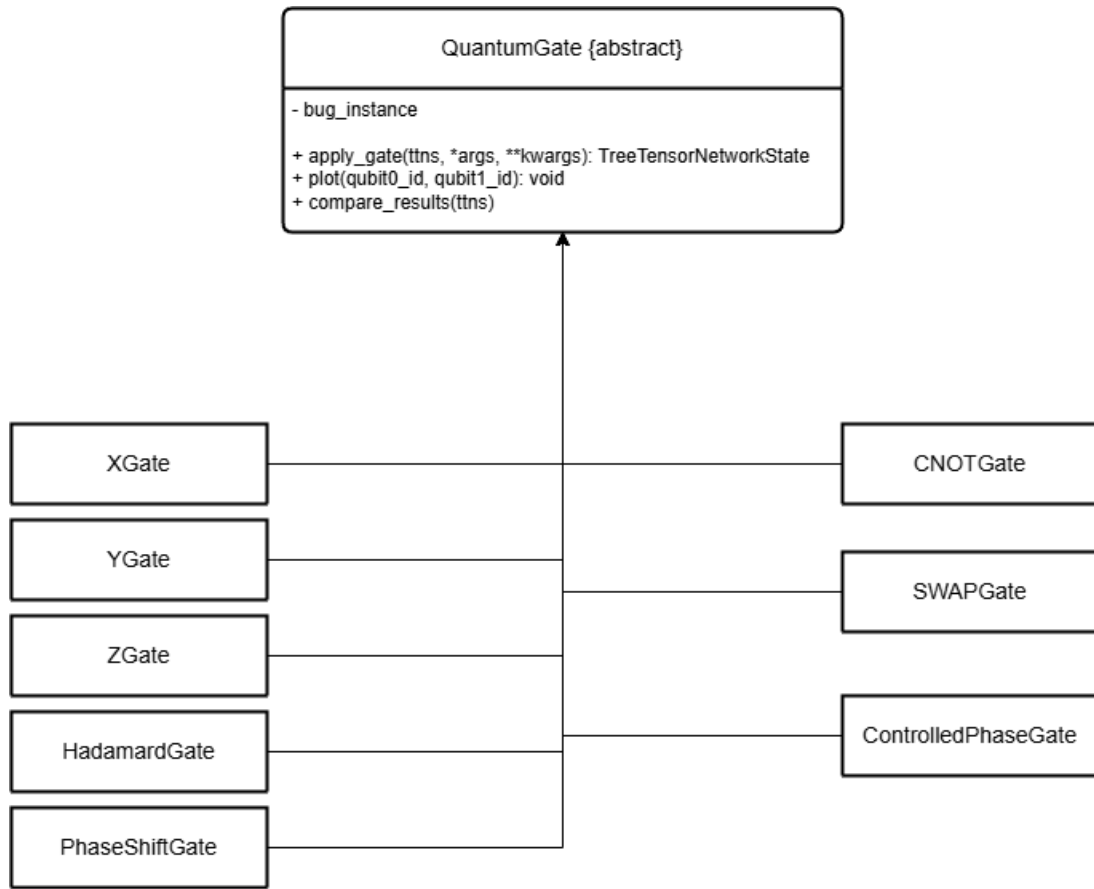 QuantumGate {abstract}
- bug_instance
+ apply_gate(ttns, *args, **kwargs): TreeTensorNetworkState
+ plot(qubit0_id, qubit1_id): void
+ compare_results(ttns)
XGate
CNOTGate
YGate
SWAPGate
ZGate
HadamardGate
ControlledPhaseGate
PhaseShiftGate